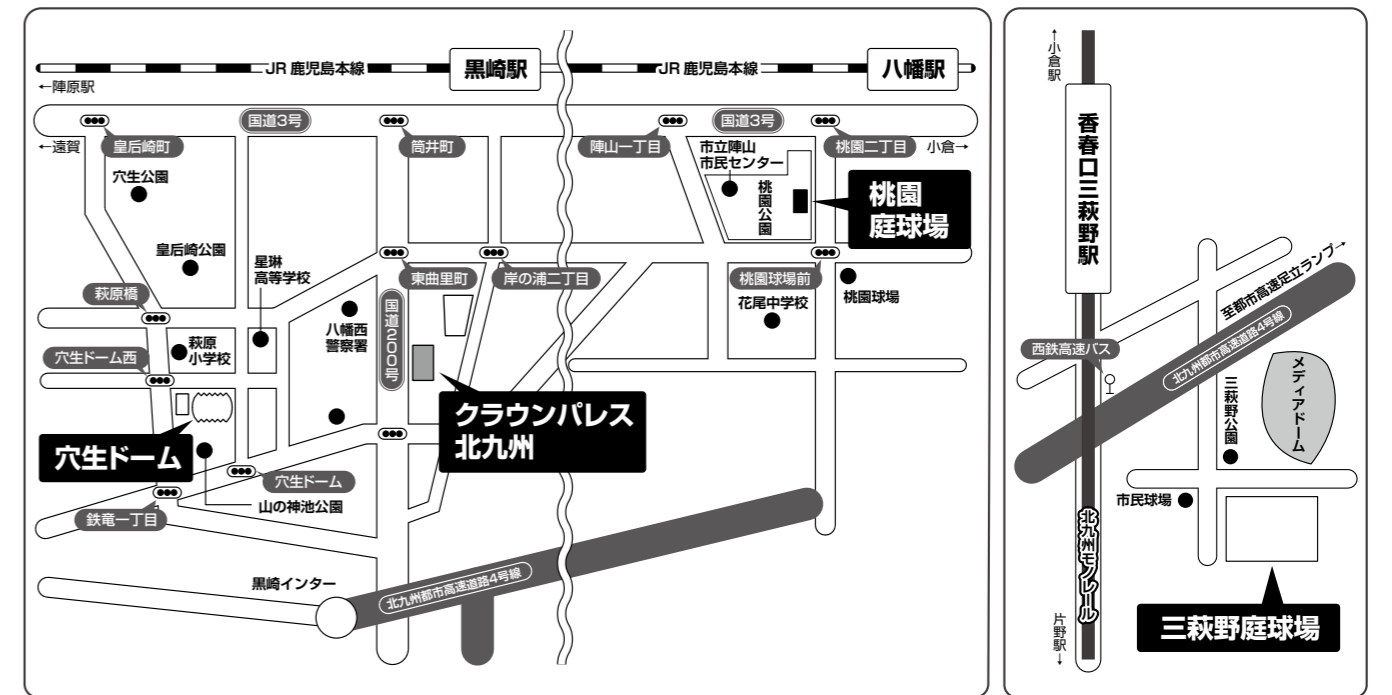 JR 鹿児島本線
黒崎駅
JR 鹿児島本線
八幡駅
←陣原駅
国道3号
国道3号
←遠賀
皇后崎町
筒井町
陣山一丁目
桃園二丁目
小倉→
市立陣山
市民センター
穴生公園
桃園公園
桃園
庭球場
皇后崎公園
星琳
高等学校
東曲里町
岸の浦二丁目
桃園球場前
桃園球場
花尾中学校
萩原橋
国道200号
八幡西
警察署
萩原
小学校
穴生ドーム西
クラウンパレス
北九州
穴生ドーム
穴生ドーム
山の神池公園
鉄竜一丁目
黒崎インター
北九州都市高速道路4号線
↑小倉駅
香春口三萩野駅
至都市高速足立ランプ→
西鉄高速バス
北九州都市高速道路4号線
メディアドーム
三萩野公園
市民球場
北九州モノレール
三萩野庭球場
片野駅↓